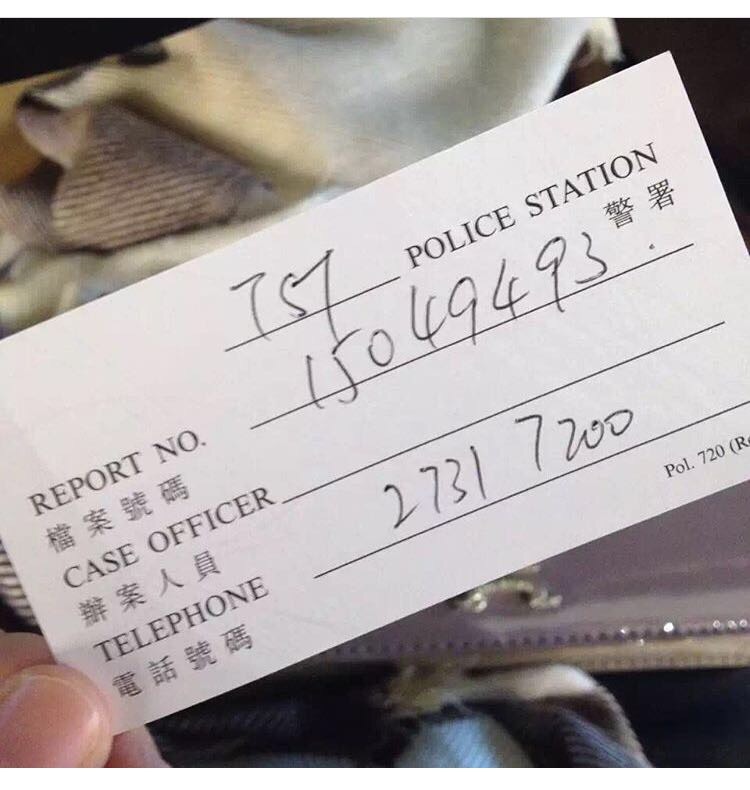 TST POLICE STATION
警署
REPORT NO. 15049493.
檔案號碼
CASE OFFICER
辦案人員
TELEPHONE 2731 7200
電話號碼
Pol. 720 (Re